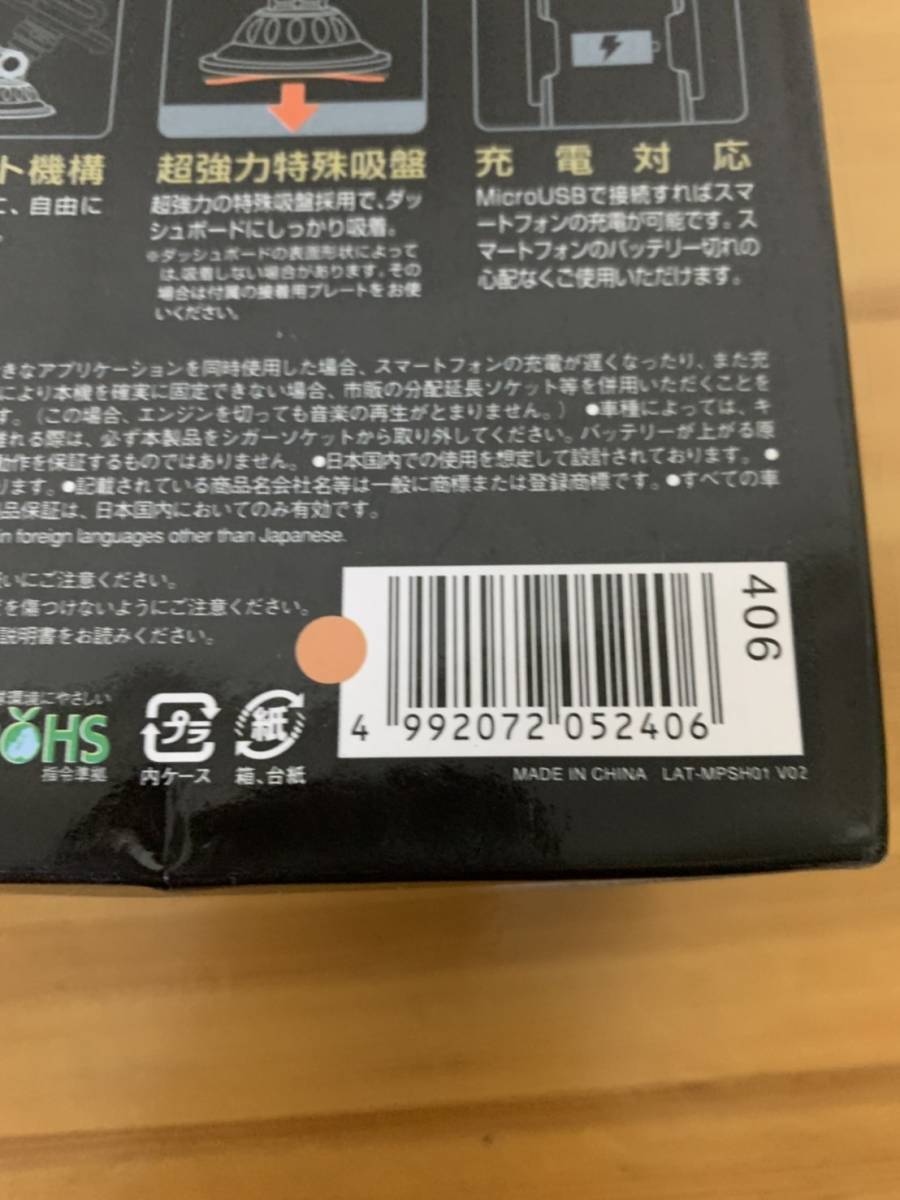 ト機構
に、自由に
超強力特殊吸盤
超強力の特殊吸盤採用で、ダッ
シュボードにしっかり吸着。
※ダッシュボードの表面形状によって
は、吸着しない場合があります。その
場合は付属の接着用プレートをお使
いください。
充電対応
MicroUSBで接続すればスマ
ートフォンの充電が可能です。ス
マートフォンのバッテリー切れの
心配なくご使用いただけます。
きなアプリケーションを同時使用した場合、スマートフォンの充電が遅くなったり、また充
により本機を確実に固定できない場合、市販の分配延長ソケット等を併用いただくことを
す。(この場合、エンジンを切っても音楽の再生がとまりません。) ●車種によっては、キ
れる際は、必ず本製品をシガーソケットから取り外してください。バッテリーが上がる原
動作を保証するものではありません。 ●日本国内での使用を想定して設計されております。 ●
ります。●記載されている商品名会社名等は一般に商標または登録商標です。●すべての車
品保証は、日本国内においてのみ有効です。
in foreign languages other than Japanese.
扱いにご注意ください。
どを傷つけないようにご注意ください。
説明書をお読みください。
環境にやさしい
RoHS
指令準拠
プラ
内ケース
紙
箱、台紙
406
4 992072 052406
MADE IN CHINA LAT-MPSH01 V02